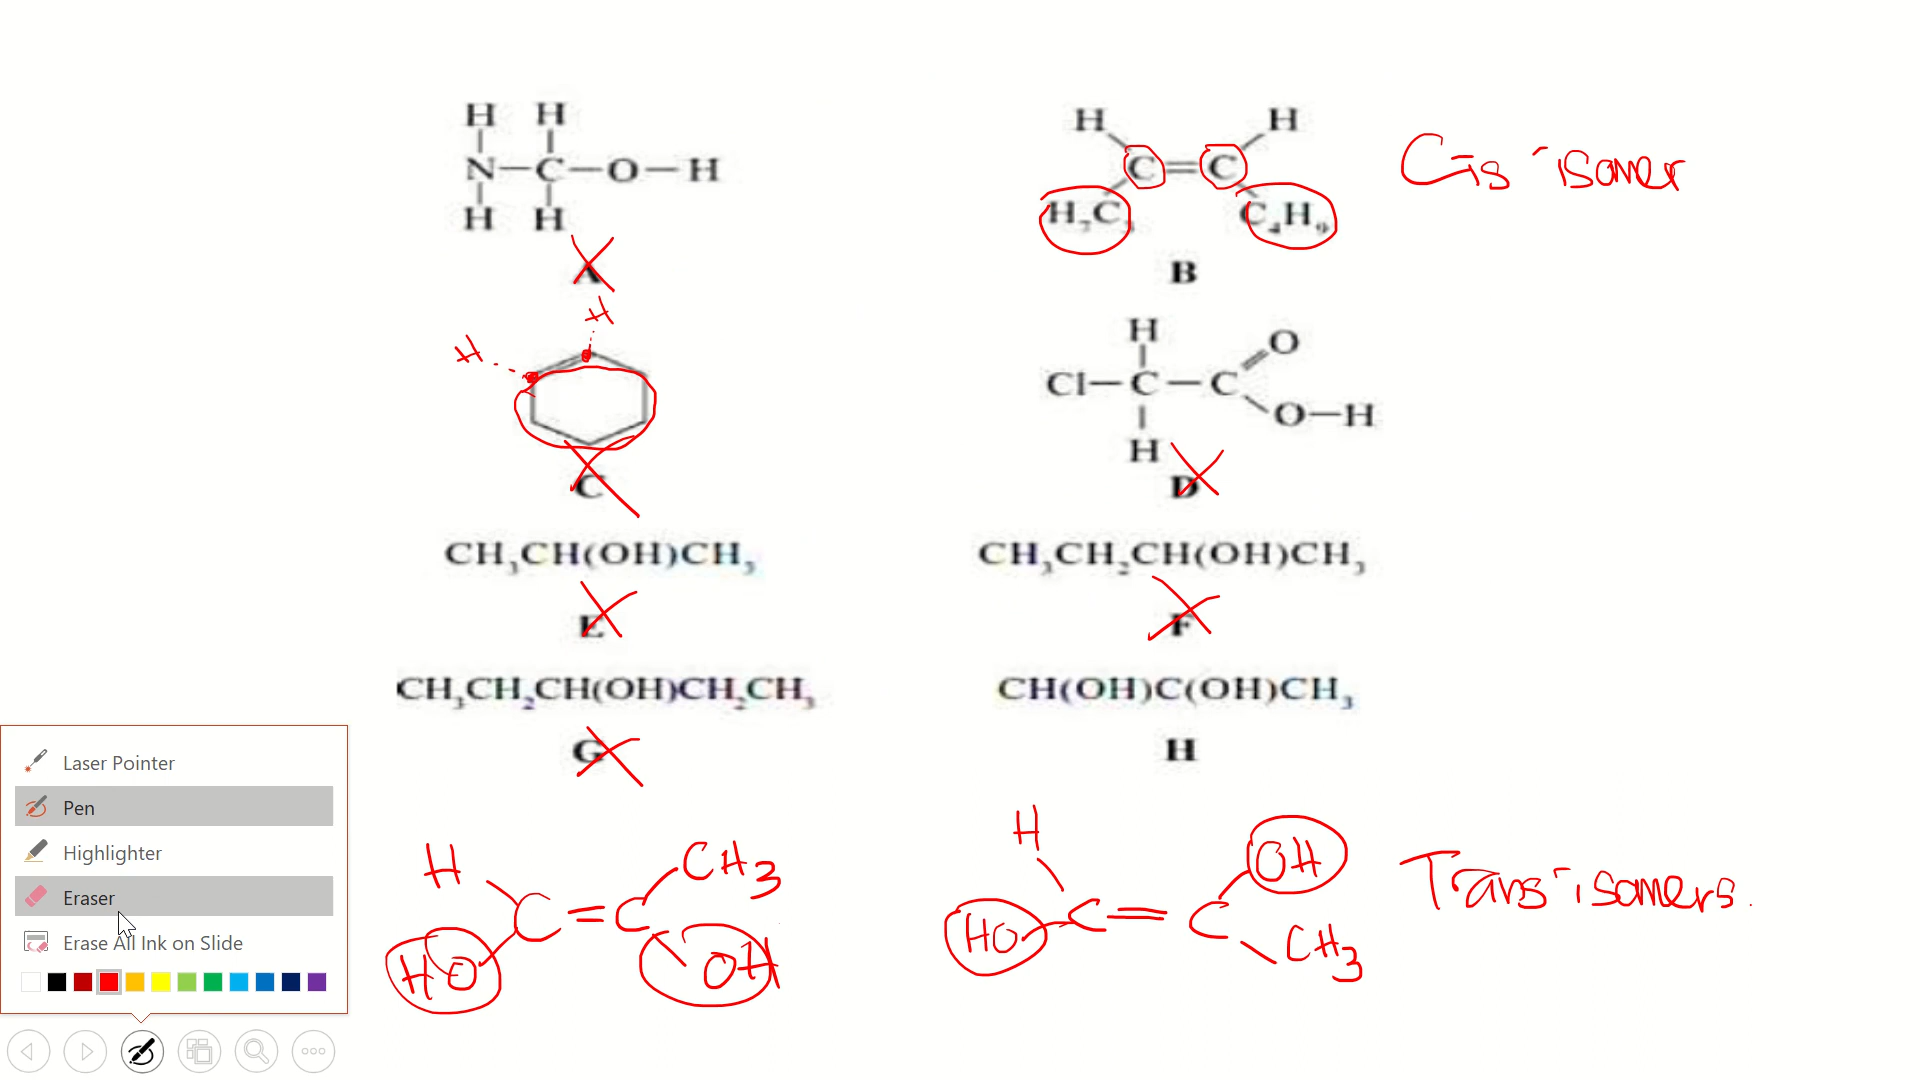 H H
N—C—O—H
H H
A
H H
C=C
H₇C₃ C₄H₉
B
Cis isomer
H
H
C
H
O
Cl—C—C
O—H
H
D
CH₃CH(OH)CH₃
E
CH₃CH₂CH(OH)CH₃
F
CH₃CH₂CH(OH)CH₂CH₃
G
CH(OH)C(OH)CH₃
H
H CH3
C=C
HO OH
H OH
HO C=C
CH3
Trans isomers.
Laser Pointer
Pen
Highlighter
Eraser
Erase All Ink on Slide